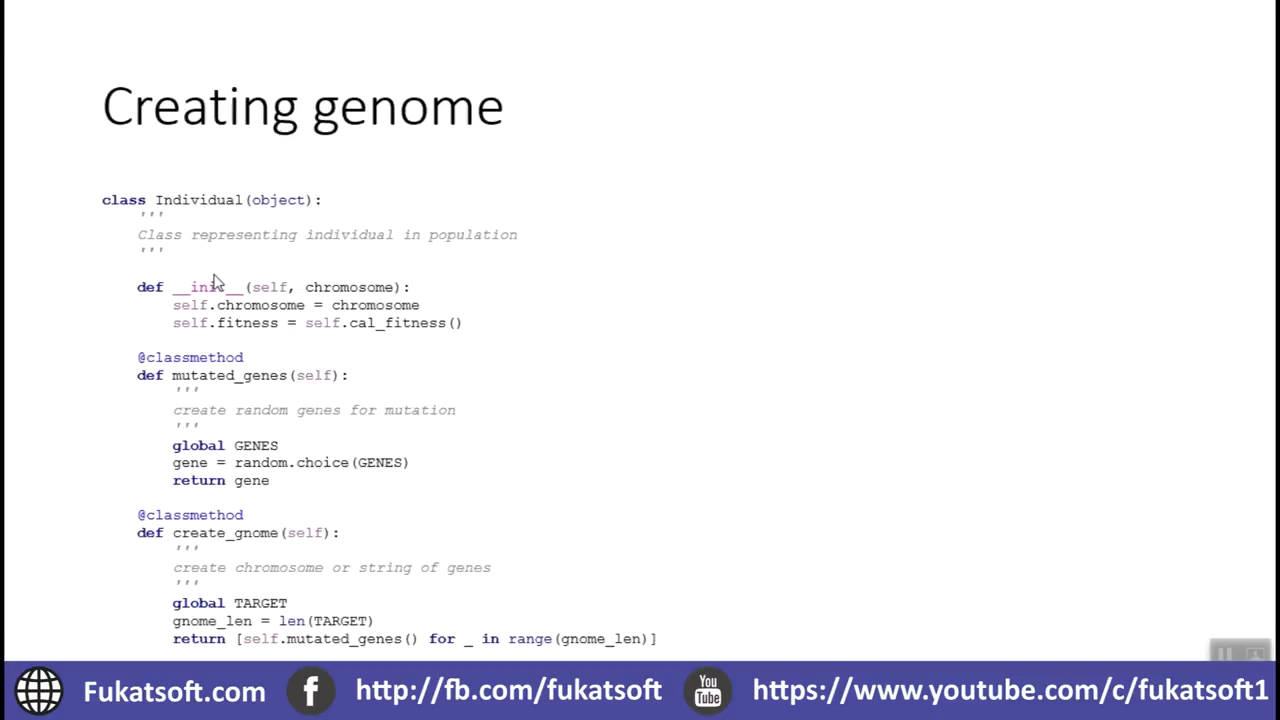 Creating genome
class Individual(object):
'''
Class representing individual in population
'''
def __init__(self, chromosome):
self.chromosome = chromosome
self.fitness = self.cal_fitness()
@classmethod
def mutated_genes(self):
'''
create random genes for mutation
'''
global GENES
gene = random.choice(GENES)
return gene
@classmethod
def create_gnome(self):
'''
create chromosome or string of genes
'''
global TARGET
gnome_len = len(TARGET)
return [self.mutated_genes() for _ in range(gnome_len)]
Fukatsoft.com f http://fb.com/fukatsoft You Tube https://www.youtube.com/c/fukatsoft1